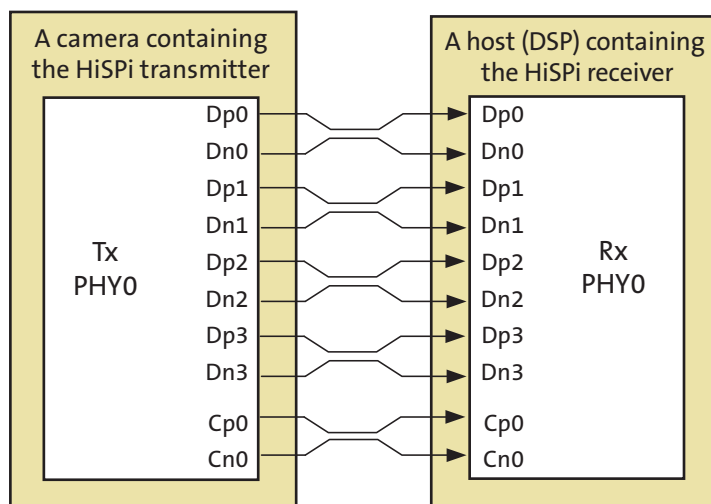 A camera containing
the HiSPi transmitter
A host (DSP) containing
the HiSPi receiver
Tx
PHY0
Dp0
Dn0
Dp1
Dn1
Dp2
Dn2
Dp3
Dn3
Cp0
Cn0
Dp0
Dn0
Dp1
Dn1
Dp2
Dn2
Dp3
Dn3
Cp0
Cn0
Rx
PHY0